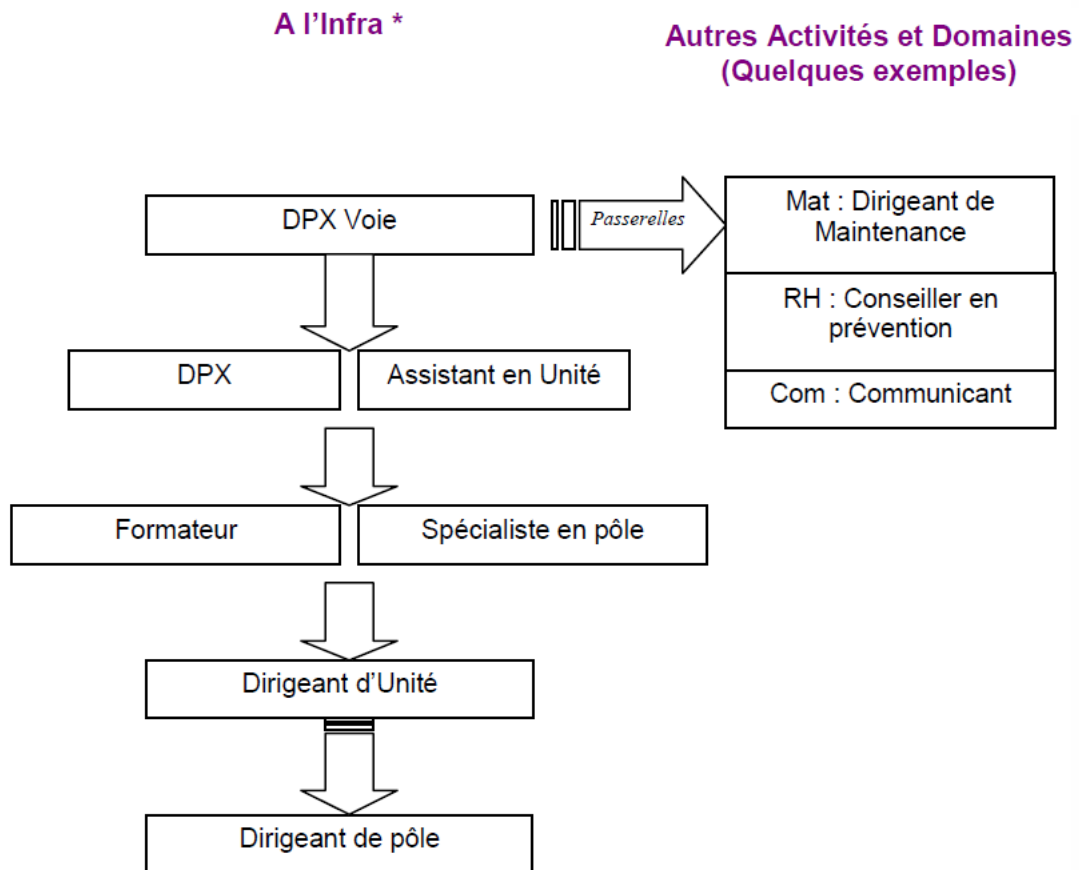 A l’Infra *
Autres Activités et Domaines
(Quelques exemples)
DPX Voie
Passerelles
Mat : Dirigeant de
Maintenance
RH : Conseiller en
prévention
Com : Communicant
DPX
Assistant en Unité
Formateur
Spécialiste en pôle
Dirigeant d’Unité
Dirigeant de pôle